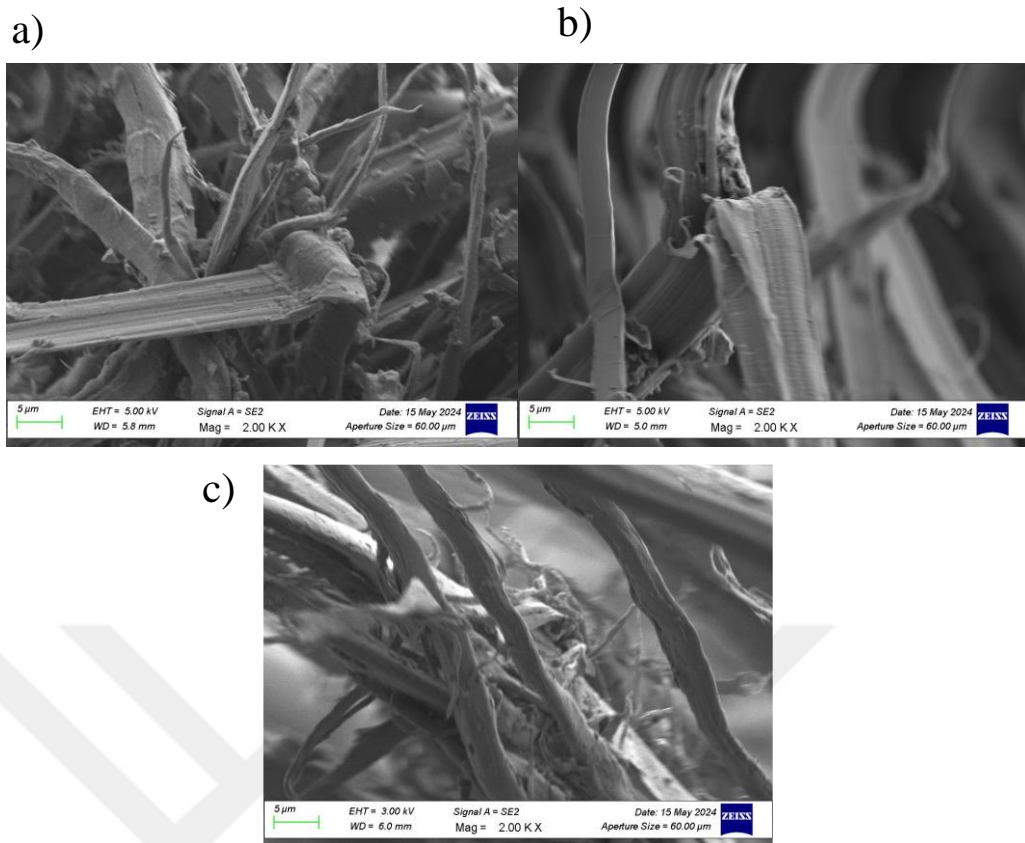 a)
b)
5 µm EHT = 5.00 kV Signal A = SE2 Date: 15 May 2024 ZEISS
WD = 5.8 mm Mag = 2.00 K X Aperture Size = 60.00 µm
5 µm EHT = 5.00 kV Signal A = SE2 Date: 15 May 2024 ZEISS
WD = 5.0 mm Mag = 2.00 K X Aperture Size = 60.00 µm
c)
5 µm EHT = 3.00 kV Signal A = SE2 Date: 15 May 2024 ZEISS
WD = 6.0 mm Mag = 2.00 K X Aperture Size = 60.00 µm